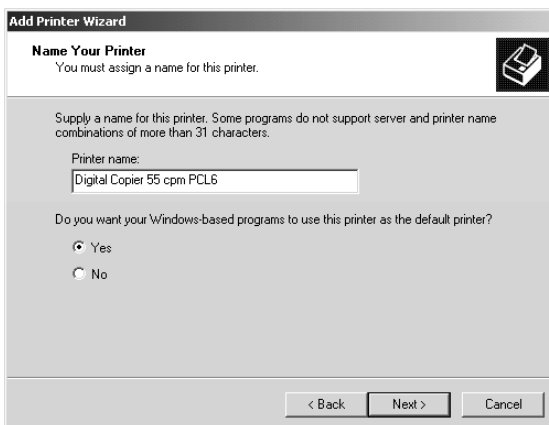 Add Printer Wizard
Name Your Printer
You must assign a name for this printer.
Supply a name for this printer. Some programs do not support server and printer name
combinations of more than 31 characters.
Printer name:
Digital Copier 55 cpm PCL6
Do you want your Windows-based programs to use this printer as the default printer?
Yes
No
< Back Next > Cancel